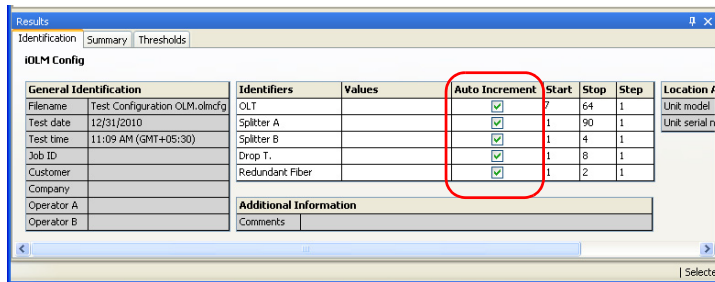 Results
Identification Summary Thresholds
iOLM Config
General Identification
Filename Test Configuration OLM.olmcfg
Test date 12/31/2010
Test time 11:09 AM (GMT+05:30)
Job ID
Customer
Company
Operator A
Operator B
Identifiers Values Auto Increment Start Stop Step
OLT 7 64 1
Splitter A 1 90 1
Splitter B 1 4 1
Drop T. 1 8 1
Redundant Fiber 1 2 1
Additional Information
Comments
Location A
Unit model
Unit serial n
| Selecte